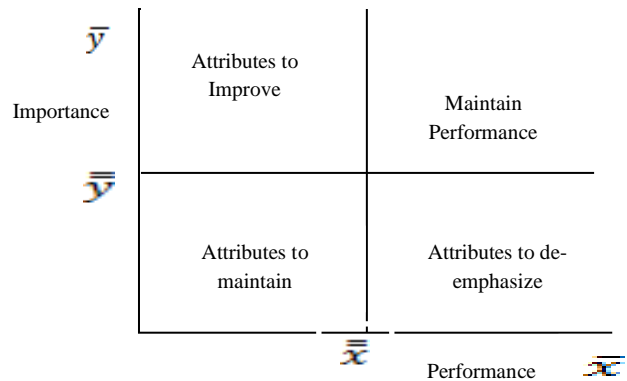 y̅
Attributes to
Improve
Importance
Maintain
Performance
y̿
Attributes to
maintain
Attributes to de-
emphasize
x̿
Performance x̅